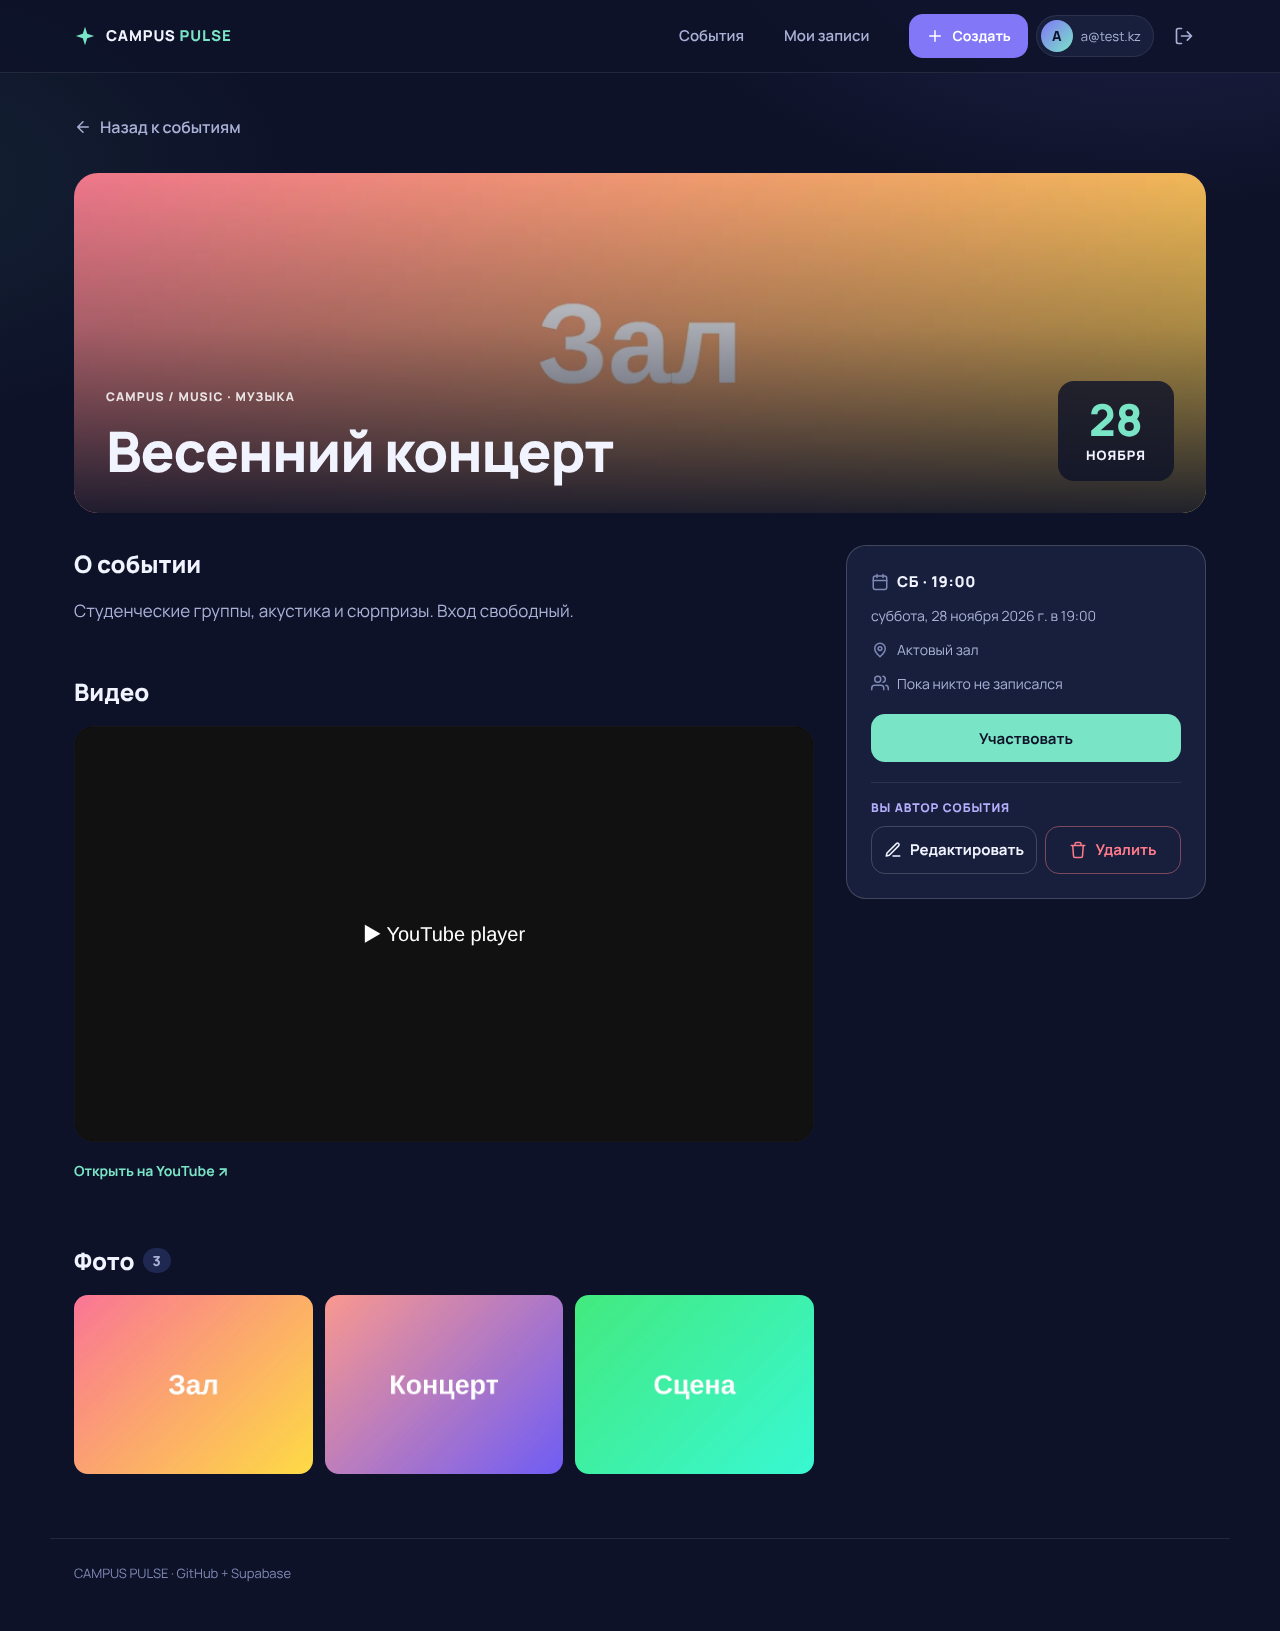 CAMPUS PULSE
События
Мои записи
Создать
A
a@test.kz
Назад к событиям
Зал
CAMPUS / MUSIC · МУЗЫКА
Весенний концерт
28
НОЯБРЯ
О событии
Студенческие группы, акустика и сюрпризы. Вход свободный.
СБ · 19:00
суббота, 28 ноября 2026 г. в 19:00
Актовый зал
Пока никто не записался
Участвовать
ВЫ АВТОР СОБЫТИЯ
Редактировать
Удалить
Видео
▶ YouTube player
Открыть на YouTube ↗
Фото 3
Зал
Концерт
Сцена
CAMPUS PULSE · GitHub + Supabase